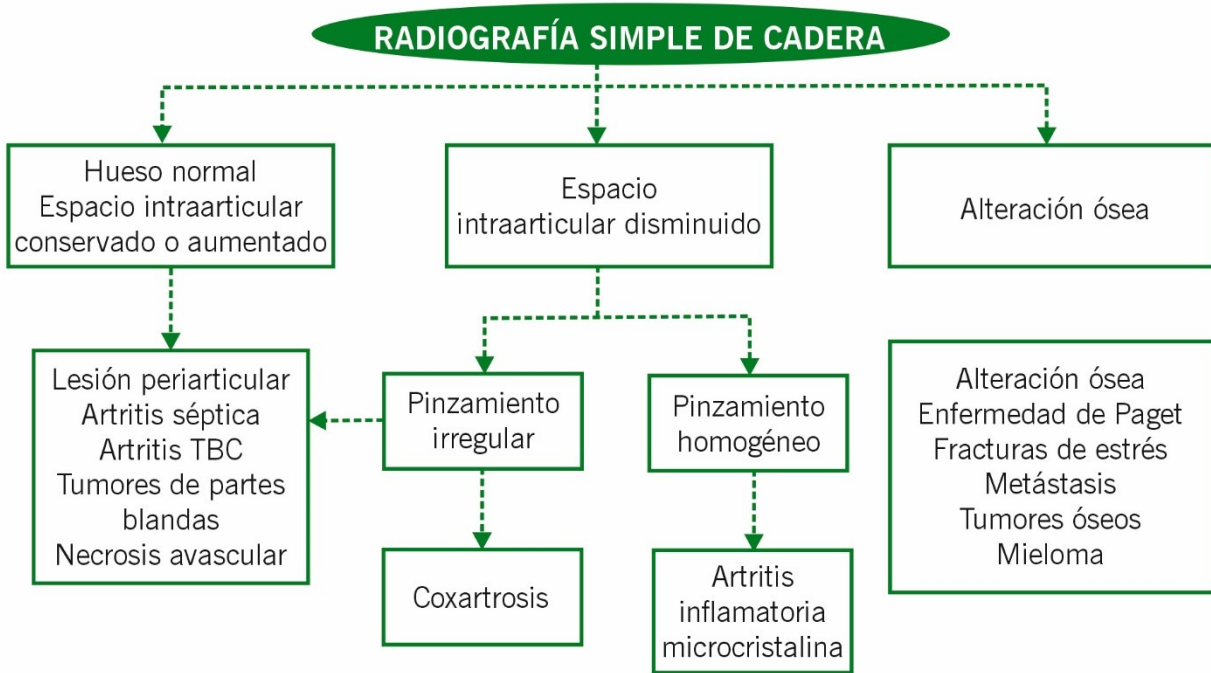 RADIOGRAFÍA SIMPLE DE CADERA
Hueso normal
Espacio intraarticular
conservado o aumentado
Espacio
intraarticular disminuido
Alteración ósea
Lesión periarticular
Artritis séptica
Artritis TBC
Tumores de partes
blandas
Necrosis avascular
Pinzamiento
irregular
Pinzamiento
homogéneo
Alteración ósea
Enfermedad de Paget
Fracturas de estrés
Metástasis
Tumores óseos
Mieloma
Coxartrosis
Artritis
inflamatoria
microcristalina